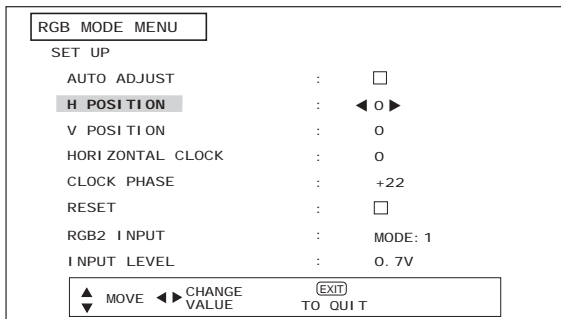 RGB MODE MENU
SET UP
AUTO ADJUST :
H POSITION : 0
V POSITION : 0
HORIZONTAL CLOCK : 0
CLOCK PHASE : +22
RESET :
RGB2 INPUT : MODE: 1
INPUT LEVEL : 0.7V
MOVE CHANGE VALUE EXIT TO QUIT